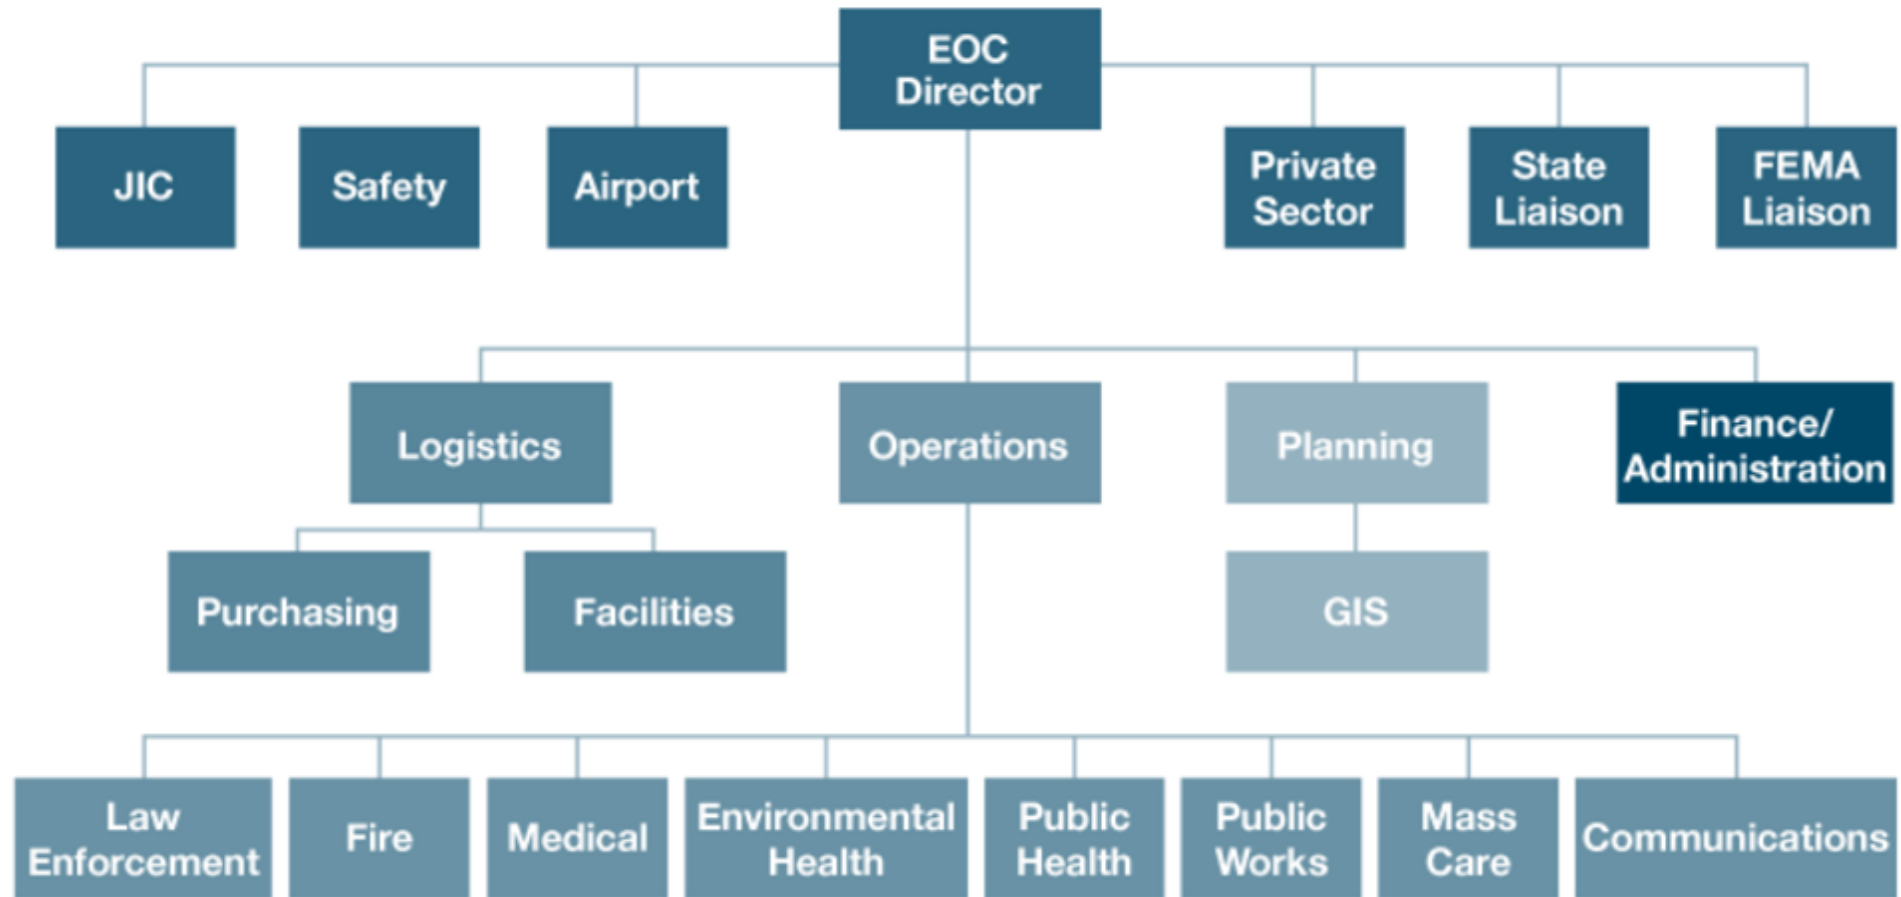 EOC
Director
JIC
Safety
Airport
Private
Sector
State
Liaison
FEMA
Liaison
Logistics
Operations
Planning
Finance/
Administration
Purchasing
Facilities
GIS
Law
Enforcement
Fire
Medical
Environmental
Health
Public
Health
Public
Works
Mass
Care
Communications